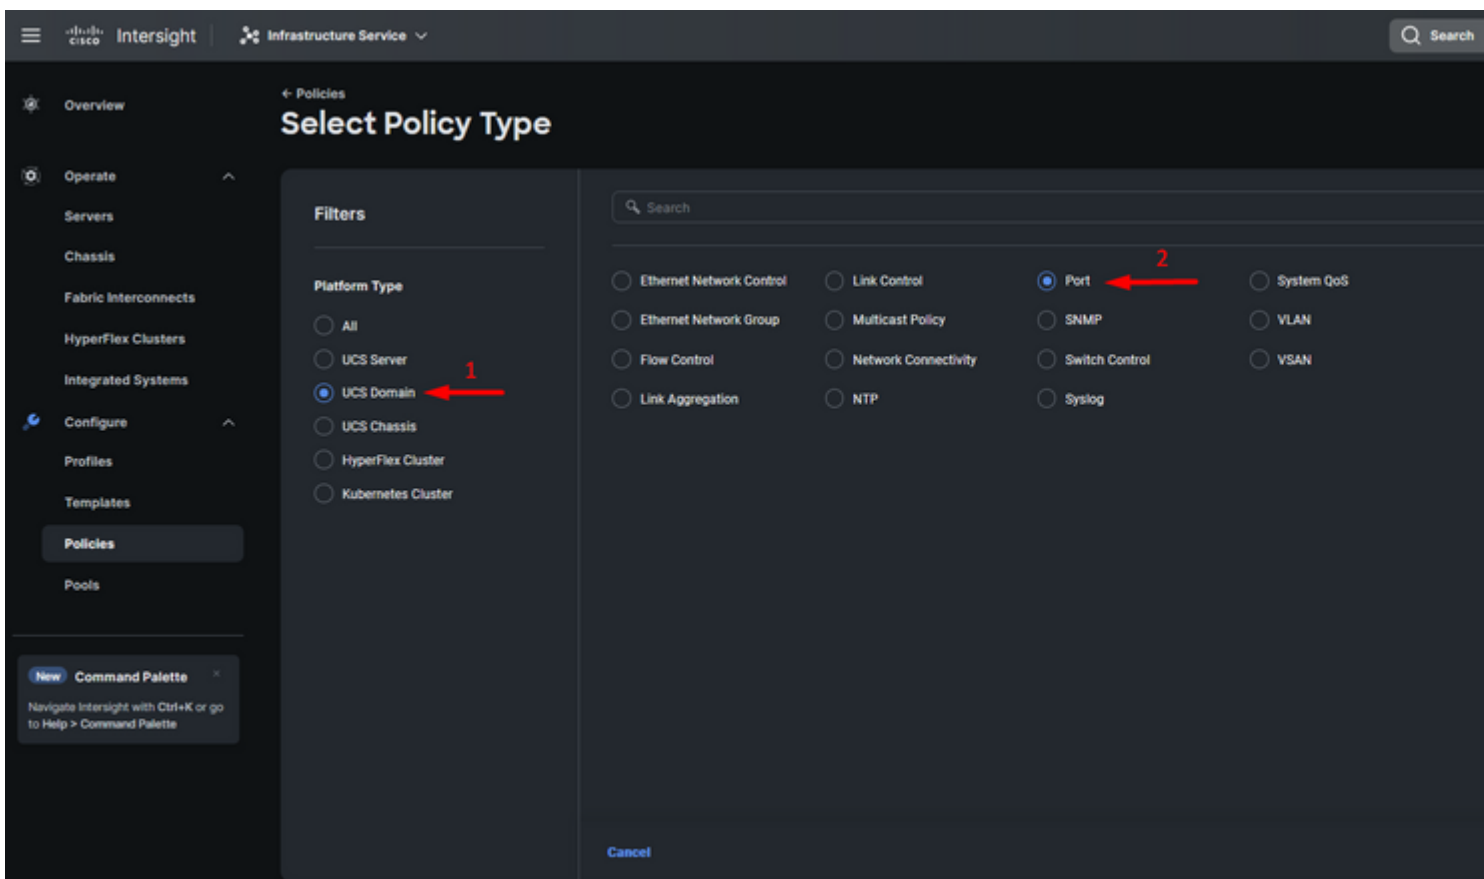 cisco Intersight
Infrastructure Service
Search
Overview
Operate
Servers
Chassis
Fabric Interconnects
HyperFlex Clusters
Integrated Systems
Configure
Profiles
Templates
Policies
Pools
New Command Palette ×
Navigate Intersight with Ctrl+K or go
to Help > Command Palette
← Policies
Select Policy Type
Filters
Platform Type
All
UCS Server
UCS Domain
1
UCS Chassis
HyperFlex Cluster
Kubernetes Cluster
Search
2
Ethernet Network Control
Link Control
Port
System QoS
Ethernet Network Group
Multicast Policy
SNMP
VLAN
Flow Control
Network Connectivity
Switch Control
VSAN
Link Aggregation
NTP
Syslog
Cancel